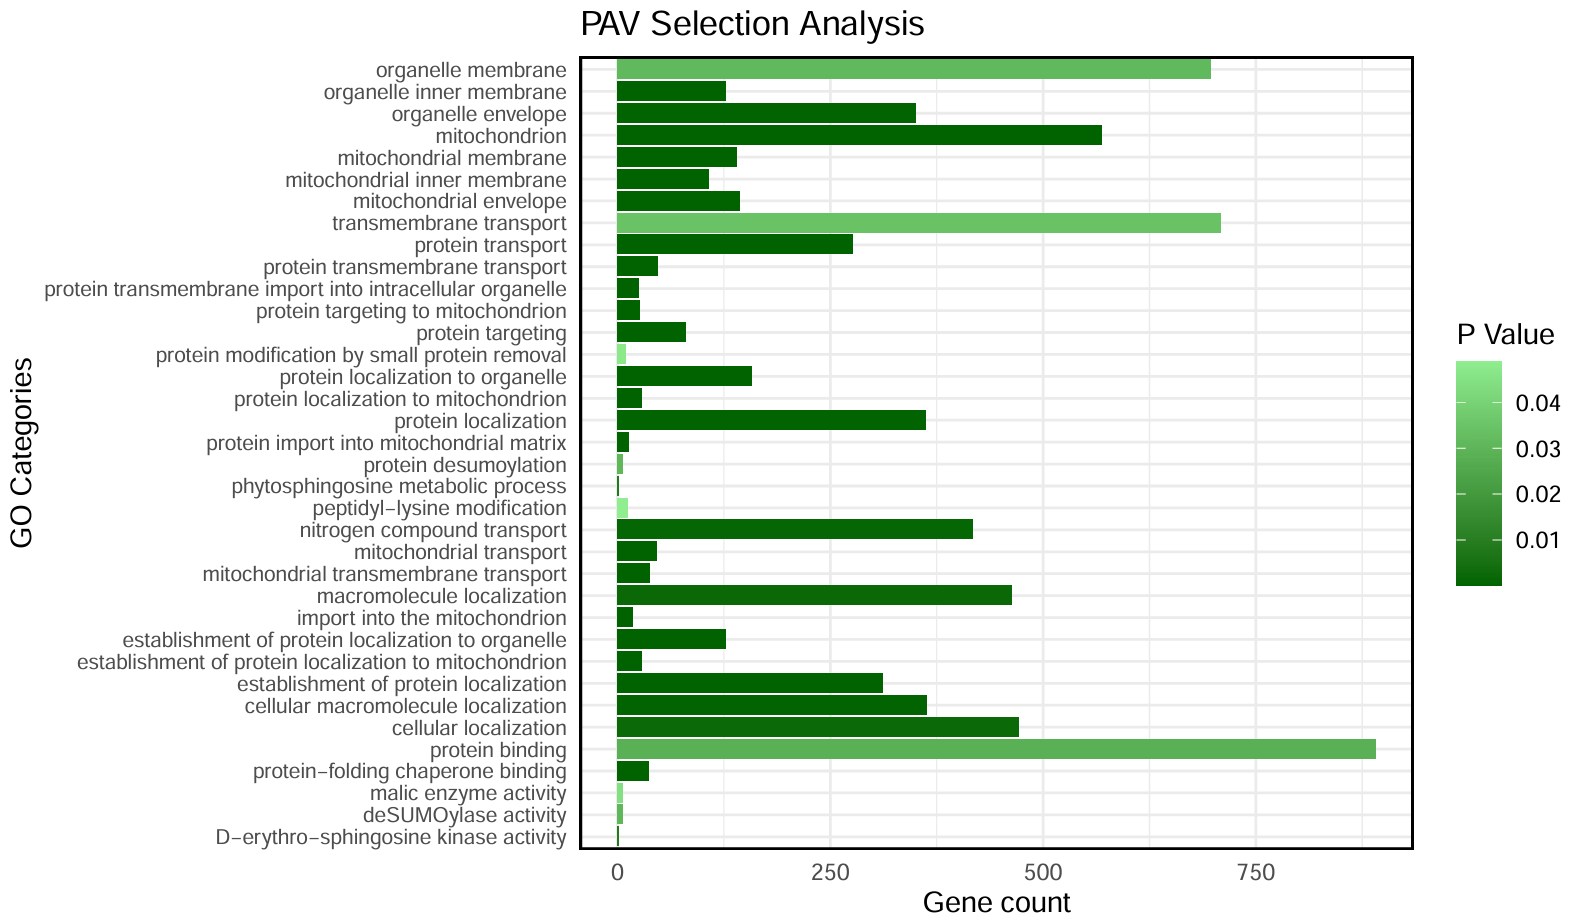 PAV Selection Analysis
organelle membrane
organelle inner membrane
organelle envelope
mitochondrion
mitochondrial membrane
mitochondrial inner membrane
mitochondrial envelope
transmembrane transport
protein transport
protein transmembrane transport
protein transmembrane import into intracellular organelle
protein targeting to mitochondrion
protein targeting
protein modification by small protein removal
protein localization to organelle
protein localization to mitochondrion
protein localization
protein import into mitochondrial matrix
protein desumoylation
phytosphingosine metabolic process
peptidyl−lysine modification
nitrogen compound transport
mitochondrial transport
mitochondrial transmembrane transport
macromolecule localization
import into the mitochondrion
establishment of protein localization to organelle
establishment of protein localization to mitochondrion
establishment of protein localization
cellular macromolecule localization
cellular localization
protein binding
protein−folding chaperone binding
malic enzyme activity
deSUMOylase activity
D−erythro−sphingosine kinase activity
GO Categories
0 250 500 750
Gene count
P Value
0.04
0.03
0.02
0.01